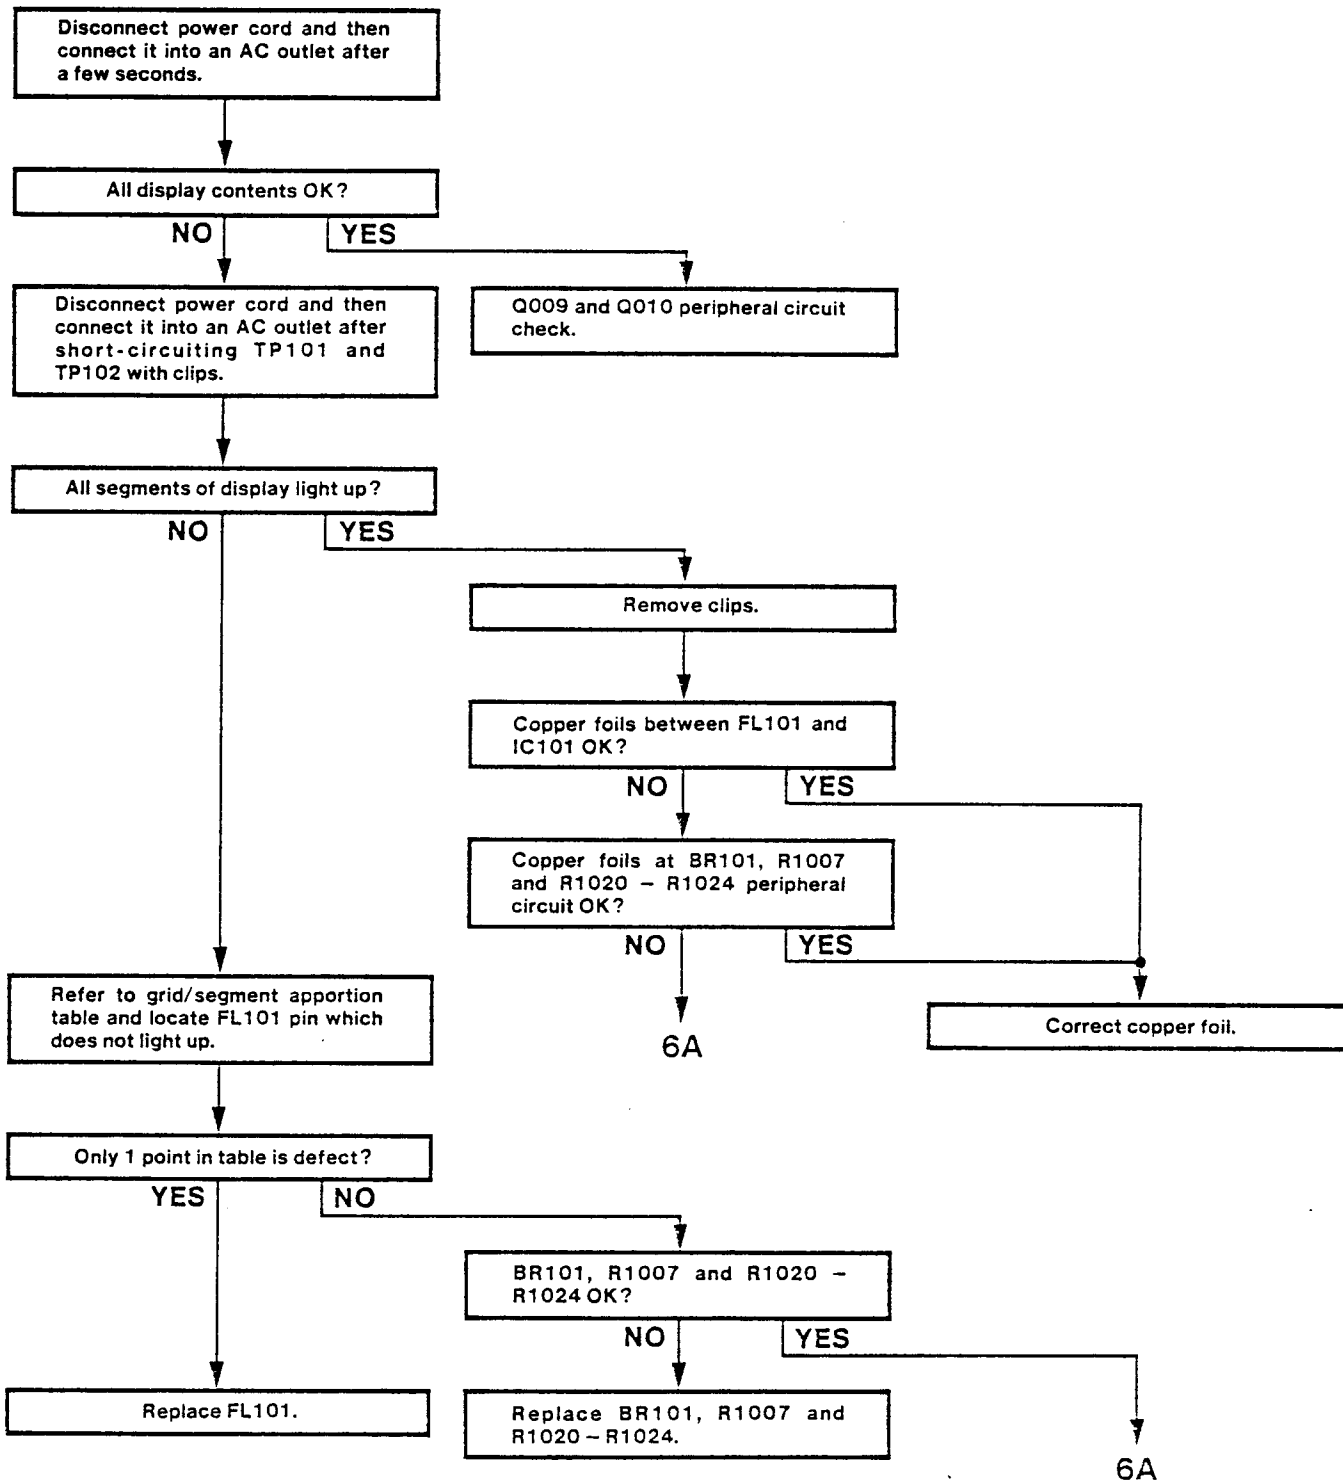 Disconnect power cord and then
connect it into an AC outlet after
a few seconds.
All display contents OK?
NO
YES
Disconnect power cord and then
connect it into an AC outlet after
short-circuiting TP101 and
TP102 with clips.
Q009 and Q010 peripheral circuit
check.
All segments of display light up?
NO
YES
Remove clips.
Copper foils between FL101 and
IC101 OK?
NO
YES
Copper foils at BR101, R1007
and R1020 – R1024 peripheral
circuit OK?
NO
YES
Refer to grid/segment apportion
table and locate FL101 pin which
does not light up.
6A
Correct copper foil.
Only 1 point in table is defect?
YES
NO
BR101, R1007 and R1020 –
R1024 OK?
NO
YES
Replace FL101.
Replace BR101, R1007 and
R1020 – R1024.
6A